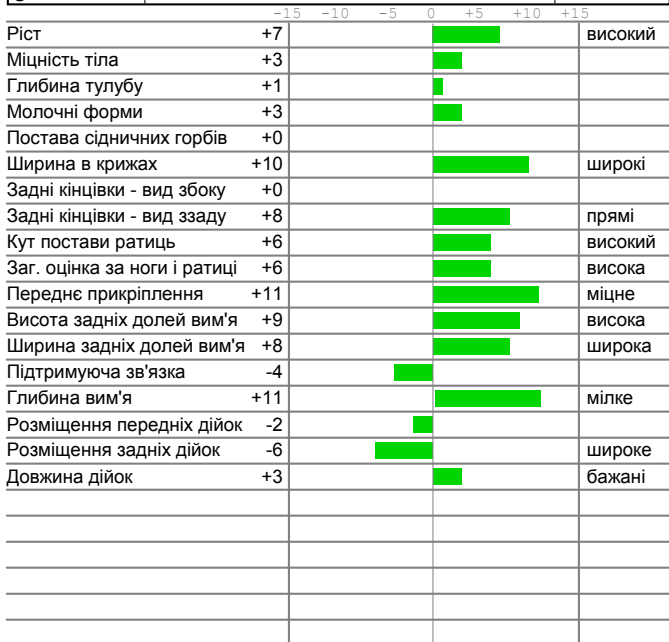 -15 -10 -5 0 +5 +10 +15
Ріст +7 високий
Міцність тіла +3
Глибина тулубу +1
Молочні форми +3
Постава сідничних горбів +0
Ширина в крижах +10 широкі
Задні кінцівки - вид збоку +0
Задні кінцівки - вид ззаду +8 прямі
Кут постави ратиць +6 високий
Заг. оцінка за ноги і ратиці +6 висока
Переднє прикріплення +11 міцне
Висота задніх долей вим'я +9 висока
Ширина задніх долей вим'я +8 широка
Підтримуюча зв'язка -4
Глибина вим'я +11 мілке
Розміщення передніх дійок -2
Розміщення задніх дійок -6 широке
Довжина дійок +3 бажані